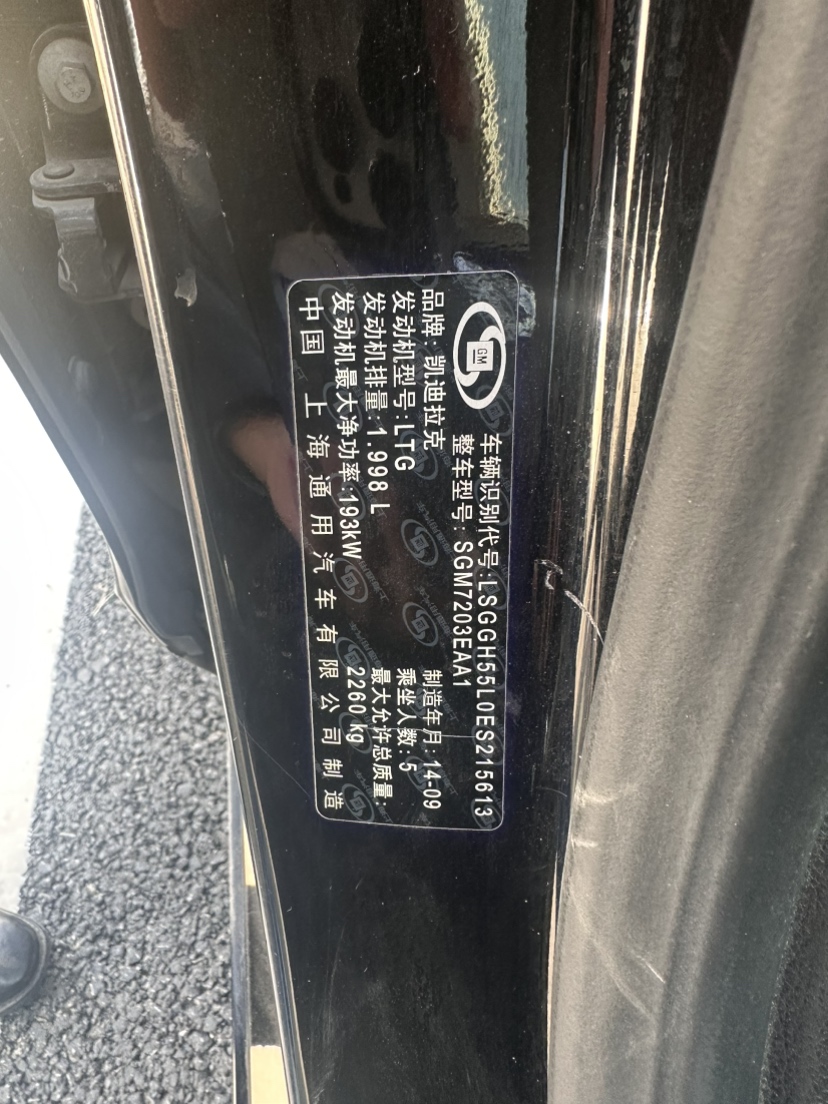 GM
车辆识别代号:LSGGH55L0ES215613
整车型号:SGM7203EAA1
品牌:凯迪拉克 制造年月:14-09
发动机型号:LTG 乘坐人数:5
发动机排量:1.998 L 最大允许总质量:
发动机最大净功率:193kW 2260 kg
中国 上海通用汽车有限公司制造